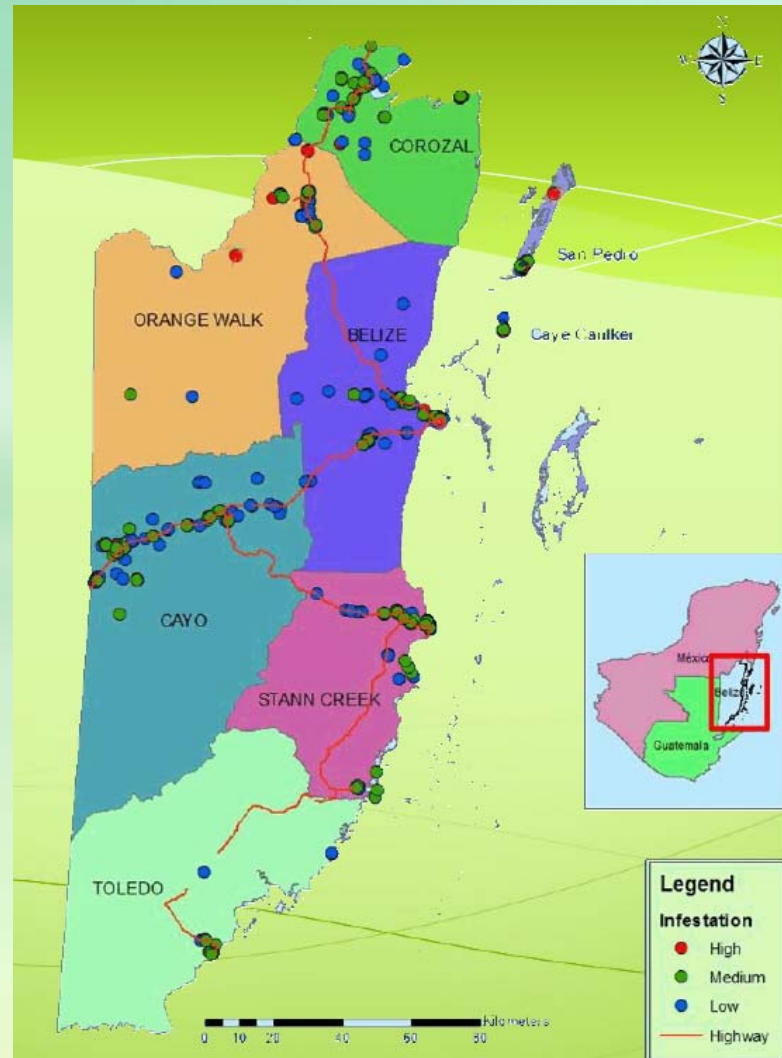 N
W E
S
COROZAL
San Pedro
ORANGE WALK
BELIZE
Caye Caulker
CAYO
México
Belize
STANN CREEK
Guatemala
TOLEDO
Legend
Infestation
High
Medium
Low
Highway
Kilometers
0 10 20 40 60 80